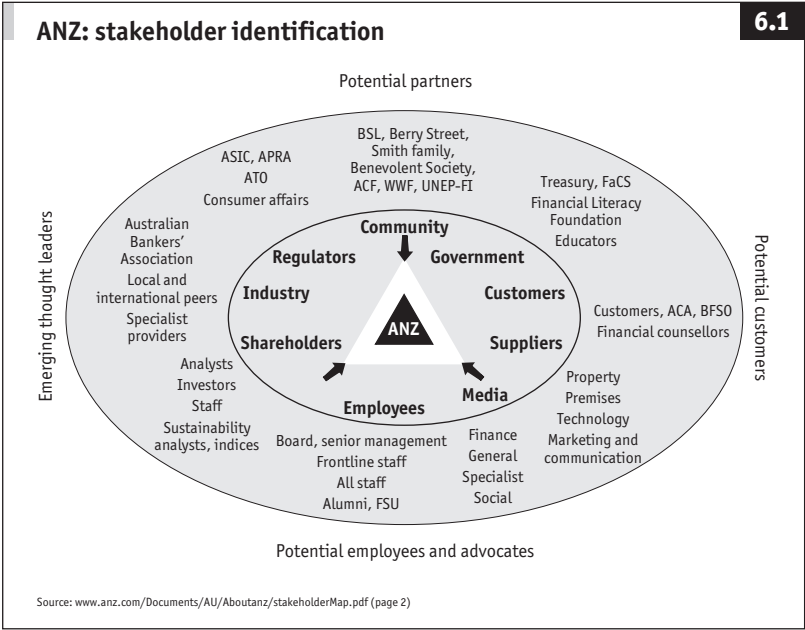 ANZ: stakeholder identification
6.1
Potential partners
BSL, Berry Street,
Smith family,
Benevolent Society,
ACF, WWF, UNEP-FI
ASIC, APRA
ATO
Consumer affairs
Treasury, FaCS
Financial Literacy
Foundation
Educators
Emerging thought leaders
Australian
Bankers'
Association
Local and
international peers
Specialist
providers
Community
Regulators
Government
Industry
Customers
Shareholders
Suppliers
Employees
Media
ANZ
Customers, ACA, BFSO
Financial counsellors
Potential customers
Analysts
Investors
Staff
Sustainability
analysts, indices
Property
Premises
Technology
Marketing and
communication
Board, senior management
Frontline staff
All staff
Alumni, FSU
Finance
General
Specialist
Social
Potential employees and advocates
Source: www.anz.com/Documents/AU/Aboutanz/stakeholderMap.pdf (page 2)